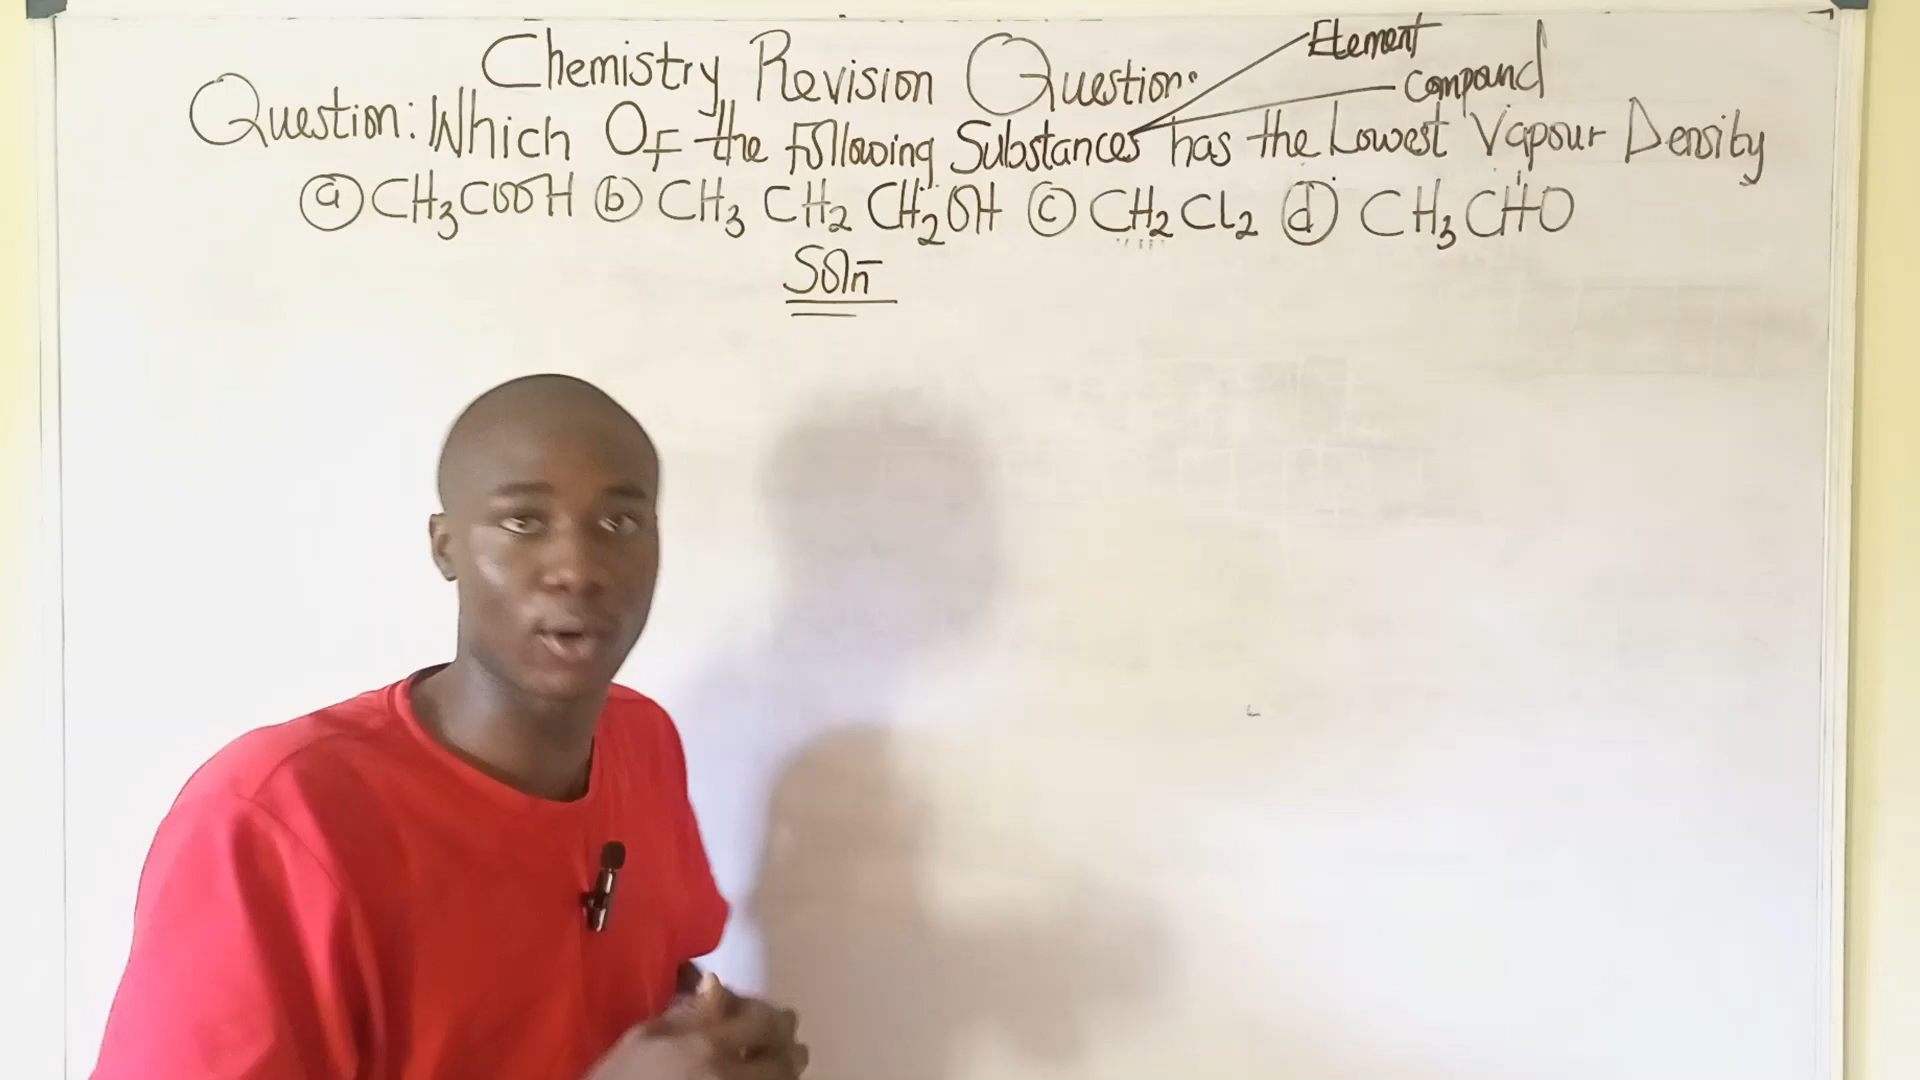 Chemistry Revision Question.
Element
Compound
Question: Which Of the following Substances has the Lowest Vapour Density
(a) CH3COOH (b) CH3 CH2 CH2OH (c) CH2Cl2 (d) CH3CHO
Soln